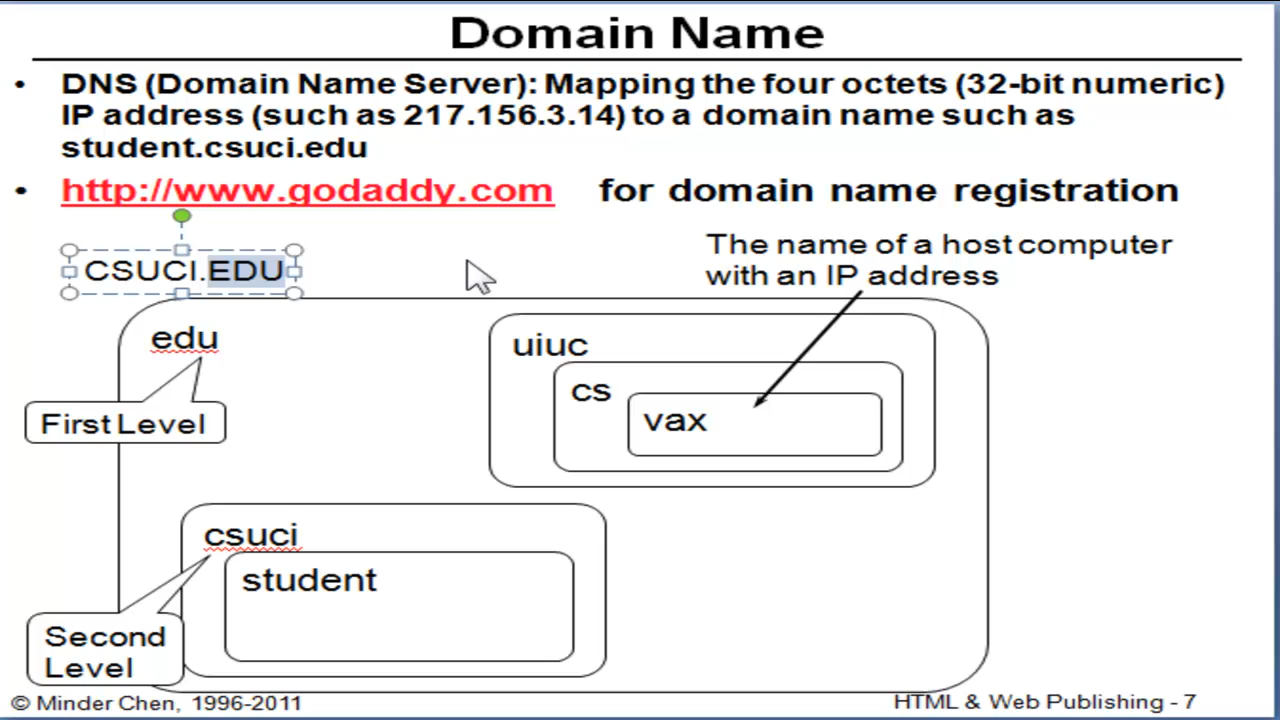 Domain Name
• DNS (Domain Name Server): Mapping the four octets (32-bit numeric)
IP address (such as 217.156.3.14) to a domain name such as
student.csuci.edu
• http://www.godaddy.com for domain name registration
CSUCI.EDU
The name of a host computer
with an IP address
edu
uiuc
cs
vax
First Level
csuci
student
Second
Level
© Minder Chen, 1996-2011
HTML & Web Publishing - 7